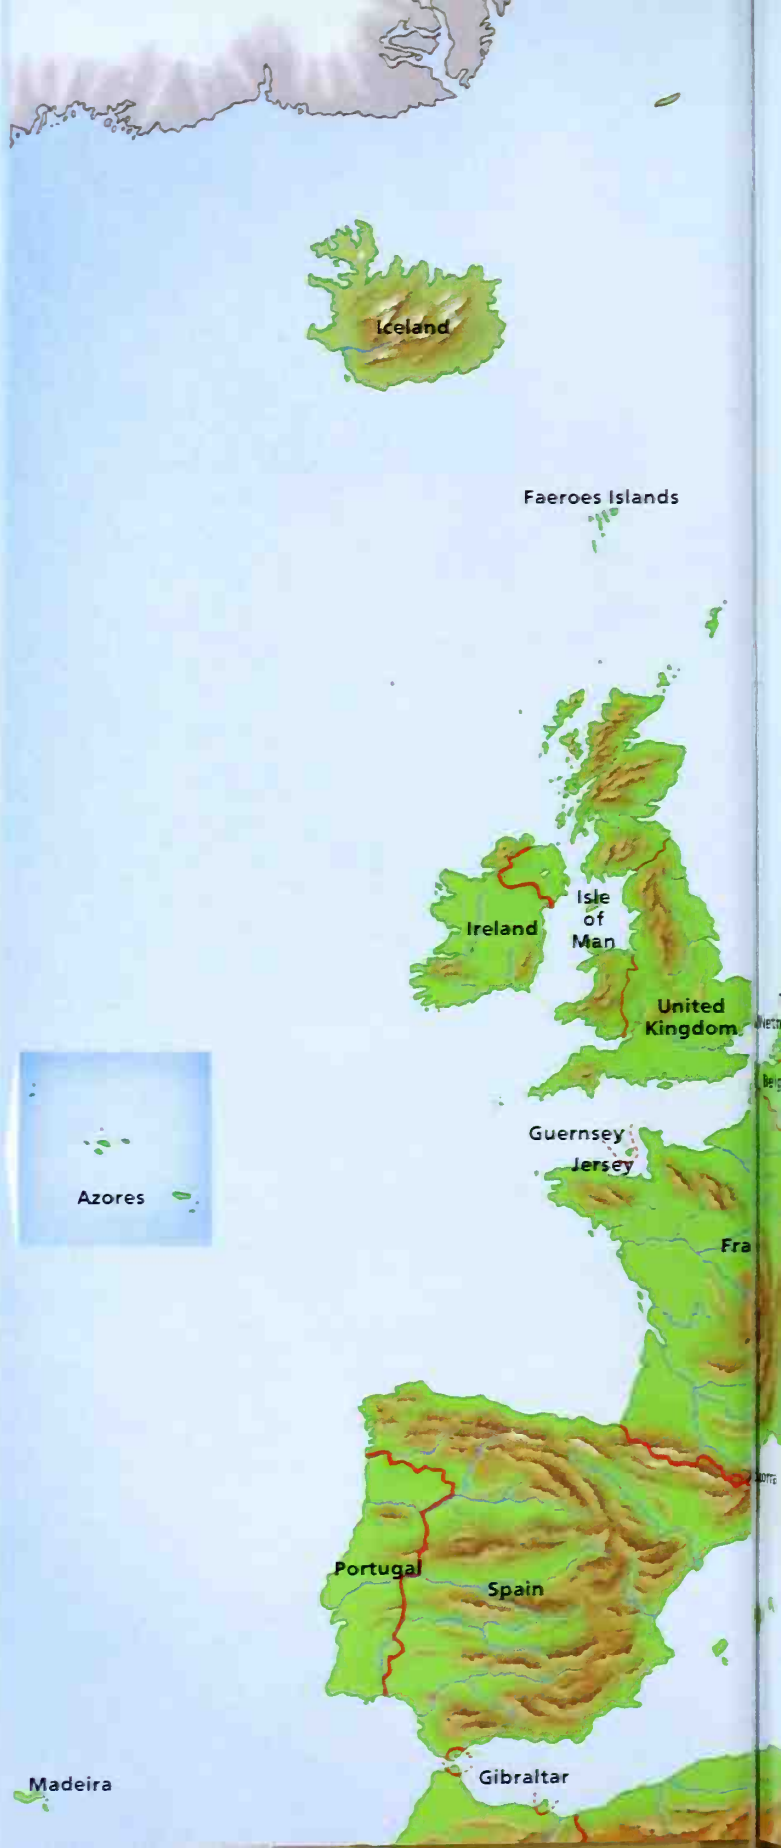 Iceland
Faeroes Islands
Isle
of
Man
Ireland
United
Kingdom
Guernsey
Jersey
Azores
Fra
Portugal
Spain
Madeira
Gibraltar